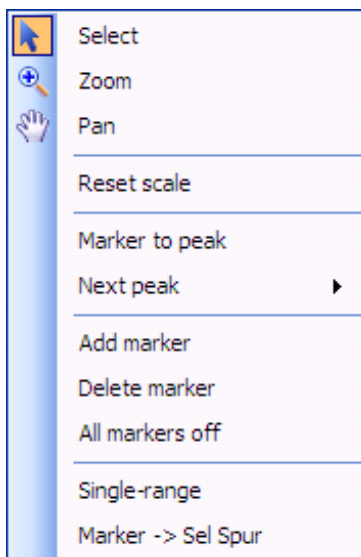 Select
Zoom
Pan
Reset scale
Marker to peak
Next peak
Add marker
Delete marker
All markers off
Single-range
Marker -> Sel Spur